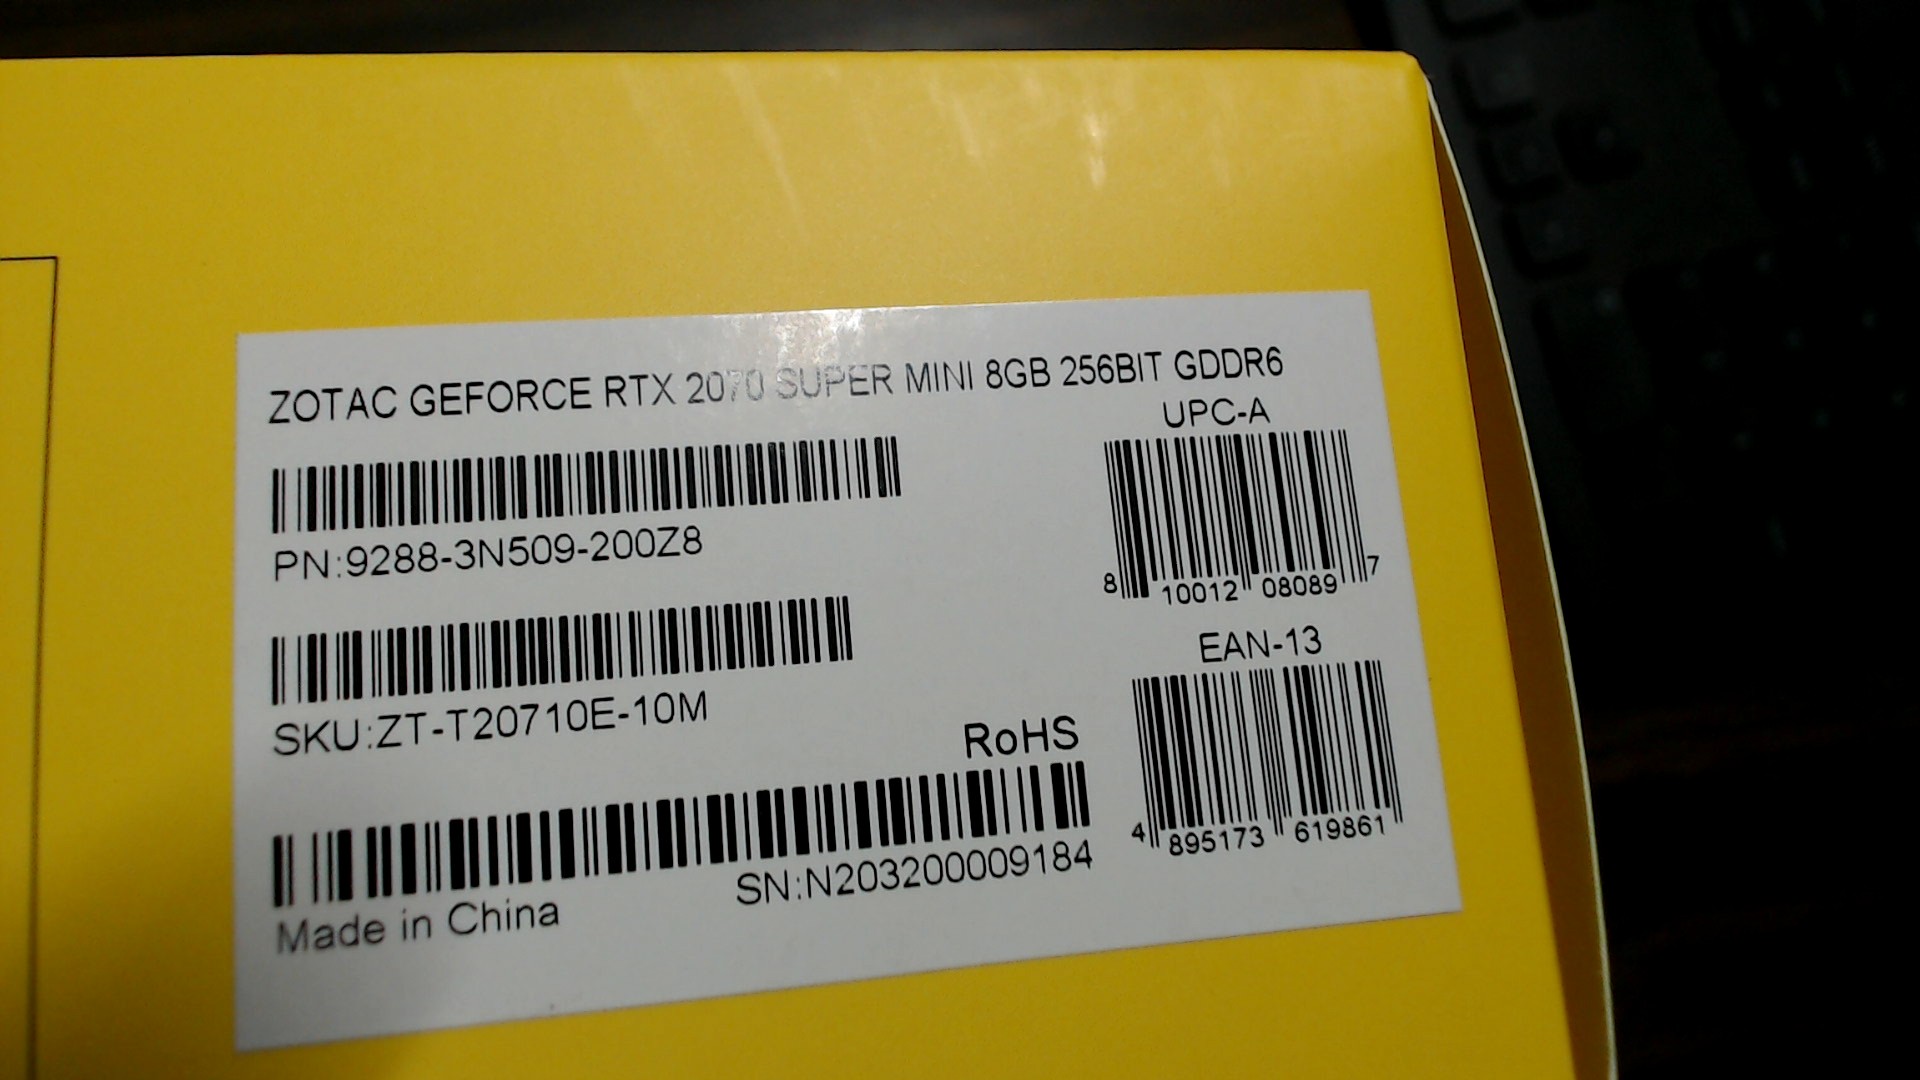 ZOTAC GEFORCE RTX 2070 SUPER MINI 8GB 256BIT GDDR6
UPC-A
8 10012 08089 7
PN:9288-3N509-200Z8
EAN-13
4 895173 619861
SKU:ZT-T20710E-10M
RoHS
SN:N203200009184
Made in China